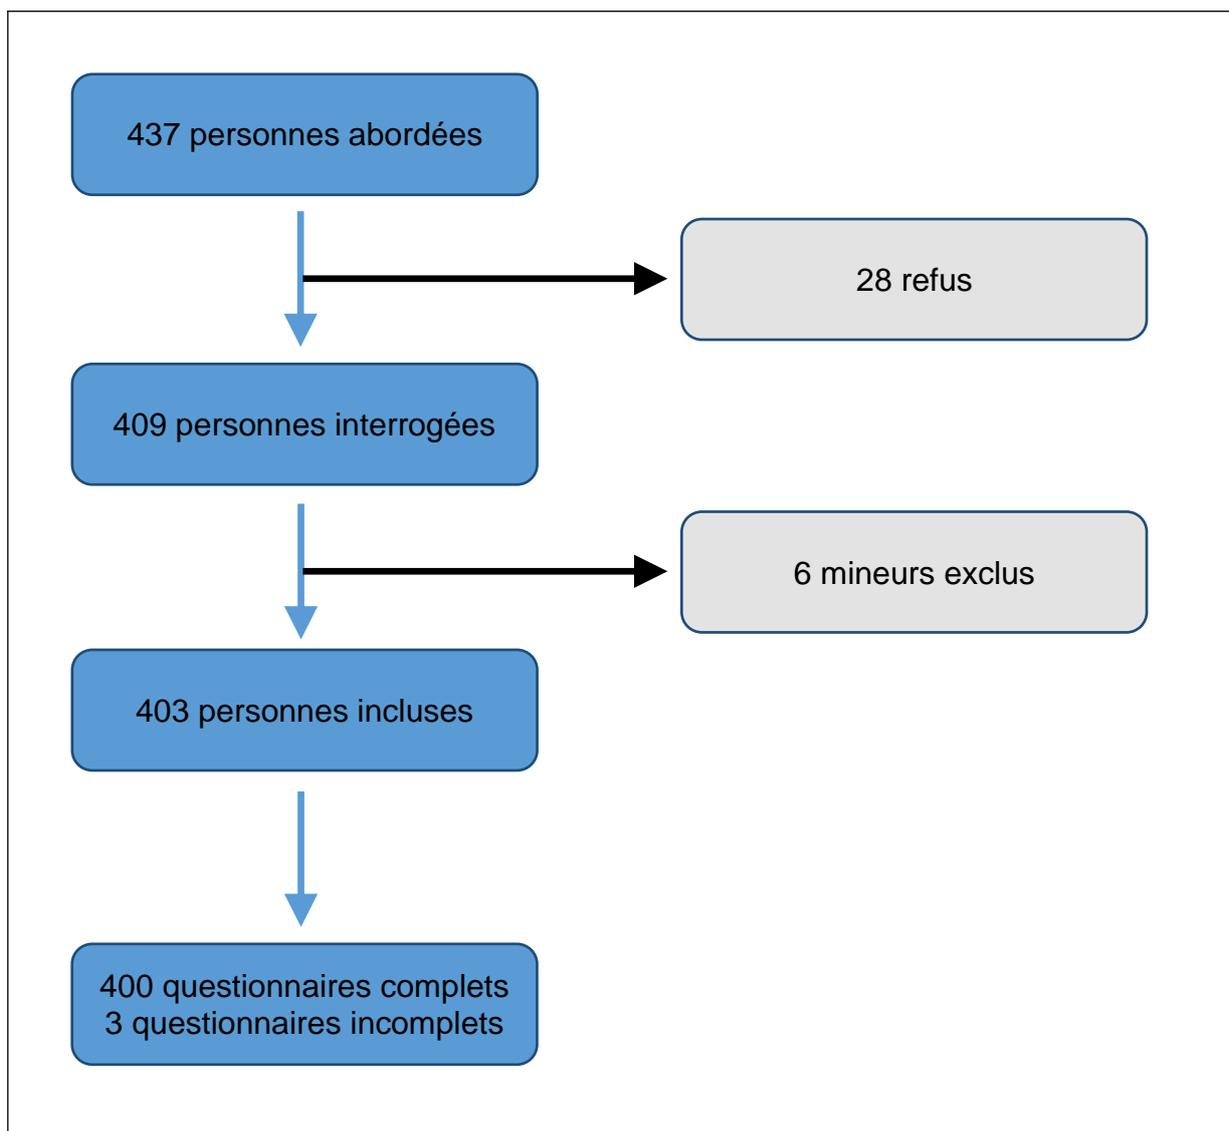 437 personnes abordées
28 refus
409 personnes interrogées
6 mineurs exclus
403 personnes incluses
400 questionnaires complets
3 questionnaires incomplets